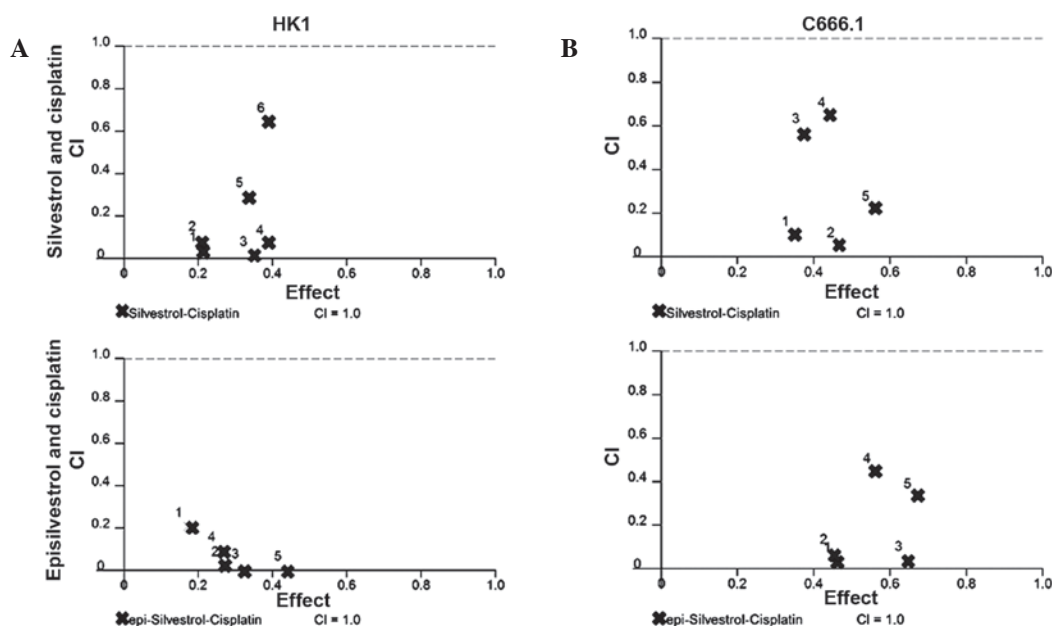 A
HK1
Silvestrol and cisplatin
CI
1.0
0.8
0.6
0.4
0.2
0
6
5
2
1
3
4
0 0.2 0.4 0.6 0.8 1.0
Effect
Silvestrol-Cisplatin CI = 1.0
B
C666.1
CI
1.0
0.8
0.6
0.4
0.2
0
4
3
5
1
2
0 0.2 0.4 0.6 0.8 1.0
Effect
Silvestrol-Cisplatin CI = 1.0
Episilvestrol and cisplatin
CI
1.0
0.8
0.6
0.4
0.2
0
1
4
2 3 5
0 0.2 0.4 0.6 0.8 1.0
Effect
epi-Silvestrol-Cisplatin CI = 1.0
CI
1.0
0.8
0.6
0.4
0.2
0
4
5
2
1
3
0 0.2 0.4 0.6 0.8 1.0
Effect
epi-Silvestrol-Cisplatin CI = 1.0